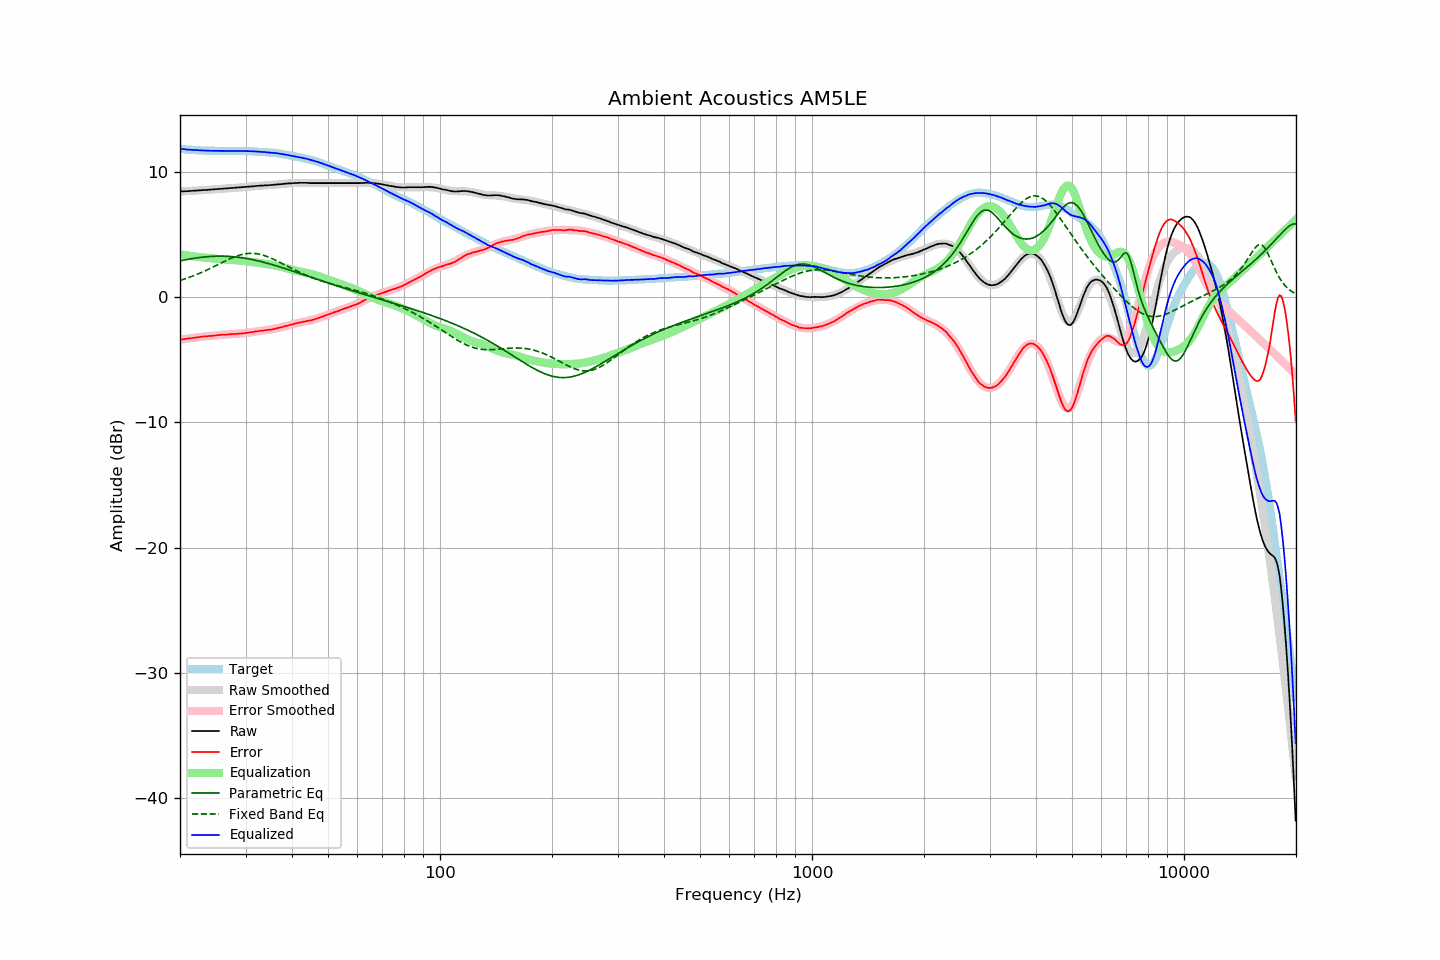 Ambient Acoustics AM5LE
Amplitude (dBr)
10
0
−10
−20
−30
−40
Target
Raw Smoothed
Error Smoothed
Raw
Error
Equalization
Parametric Eq
Fixed Band Eq
Equalized
100
1000
10000
Frequency (Hz)